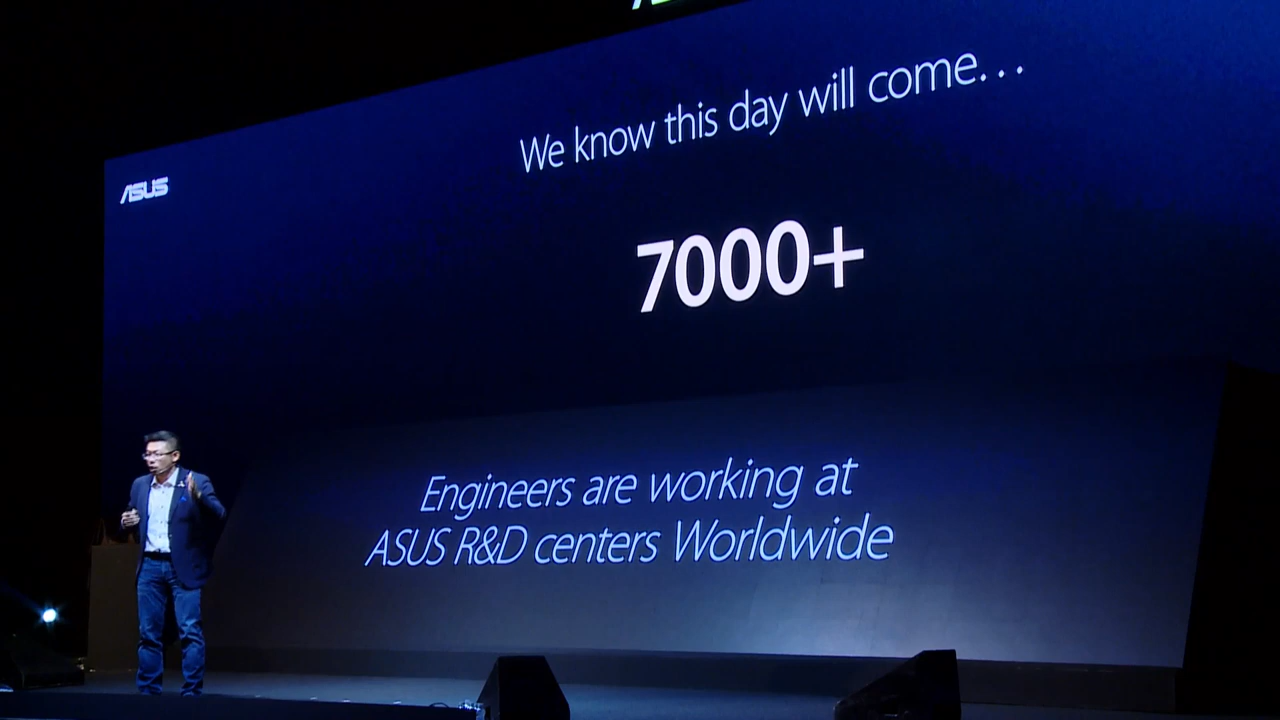 We know this day will come...
ASUS
7000+
Engineers are working at
ASUS R&D centers Worldwide